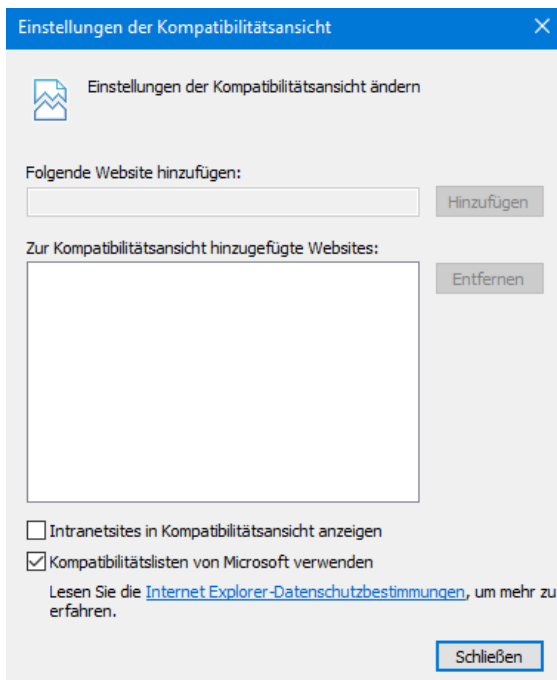 Einstellungen der Kompatibilitätsansicht
Einstellungen der Kompatibilitätsansicht ändern
Folgende Website hinzufügen:
Hinzufügen
Zur Kompatibilitätsansicht hinzugefügte Websites:
Entfernen
Intranetsites in Kompatibilitätsansicht anzeigen
Kompatibilitätslisten von Microsoft verwenden
Lesen Sie die Internet Explorer-Datenschutzbestimmungen, um mehr zu
erfahren.
Schließen